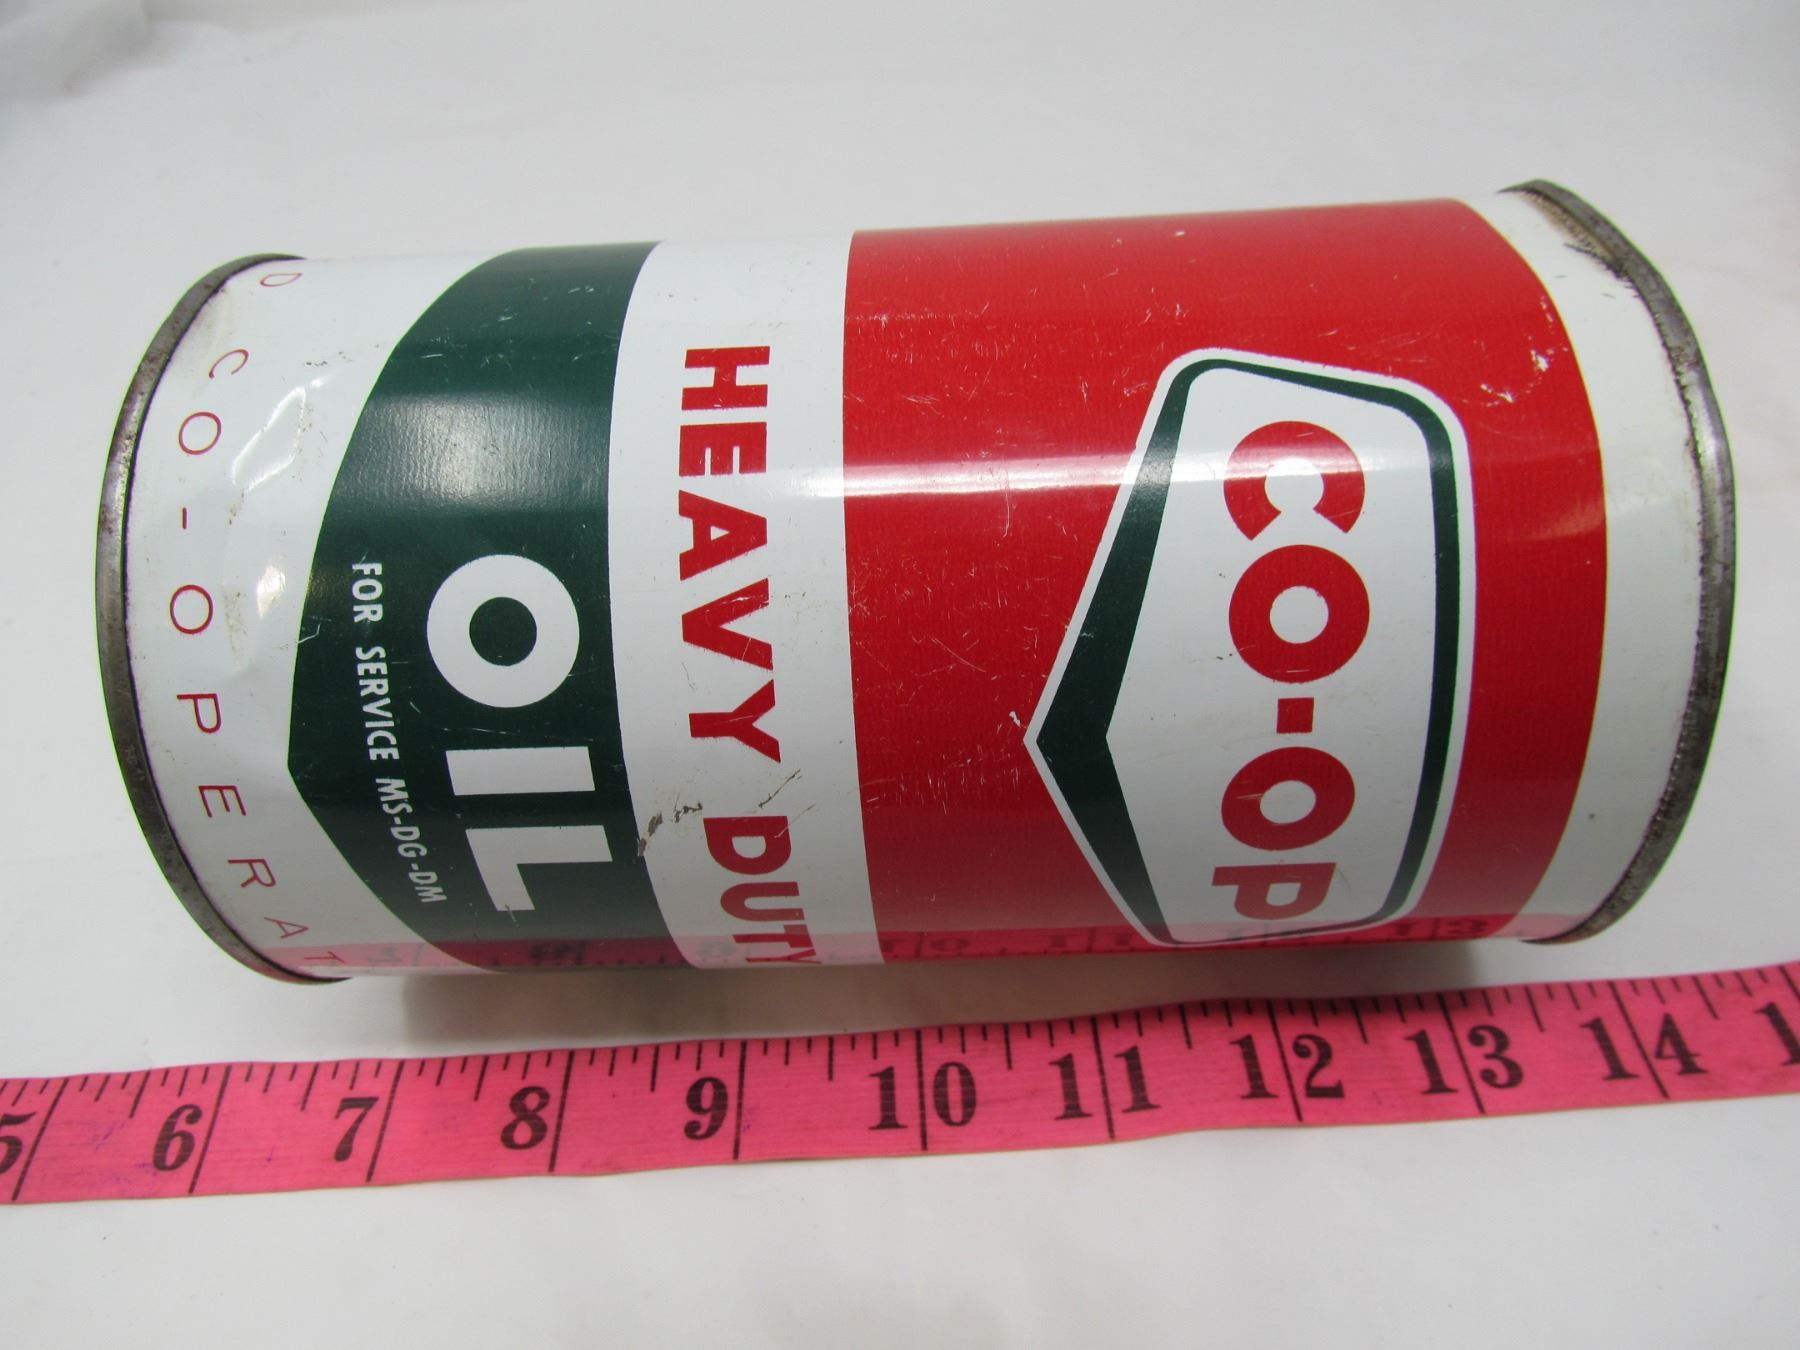 CO-OP
HEAVY DUTY
OIL
FOR SERVICE MS-DG-DM
D CO-OPERAT
5 6 7 8 9 10 11 12 13 14 1